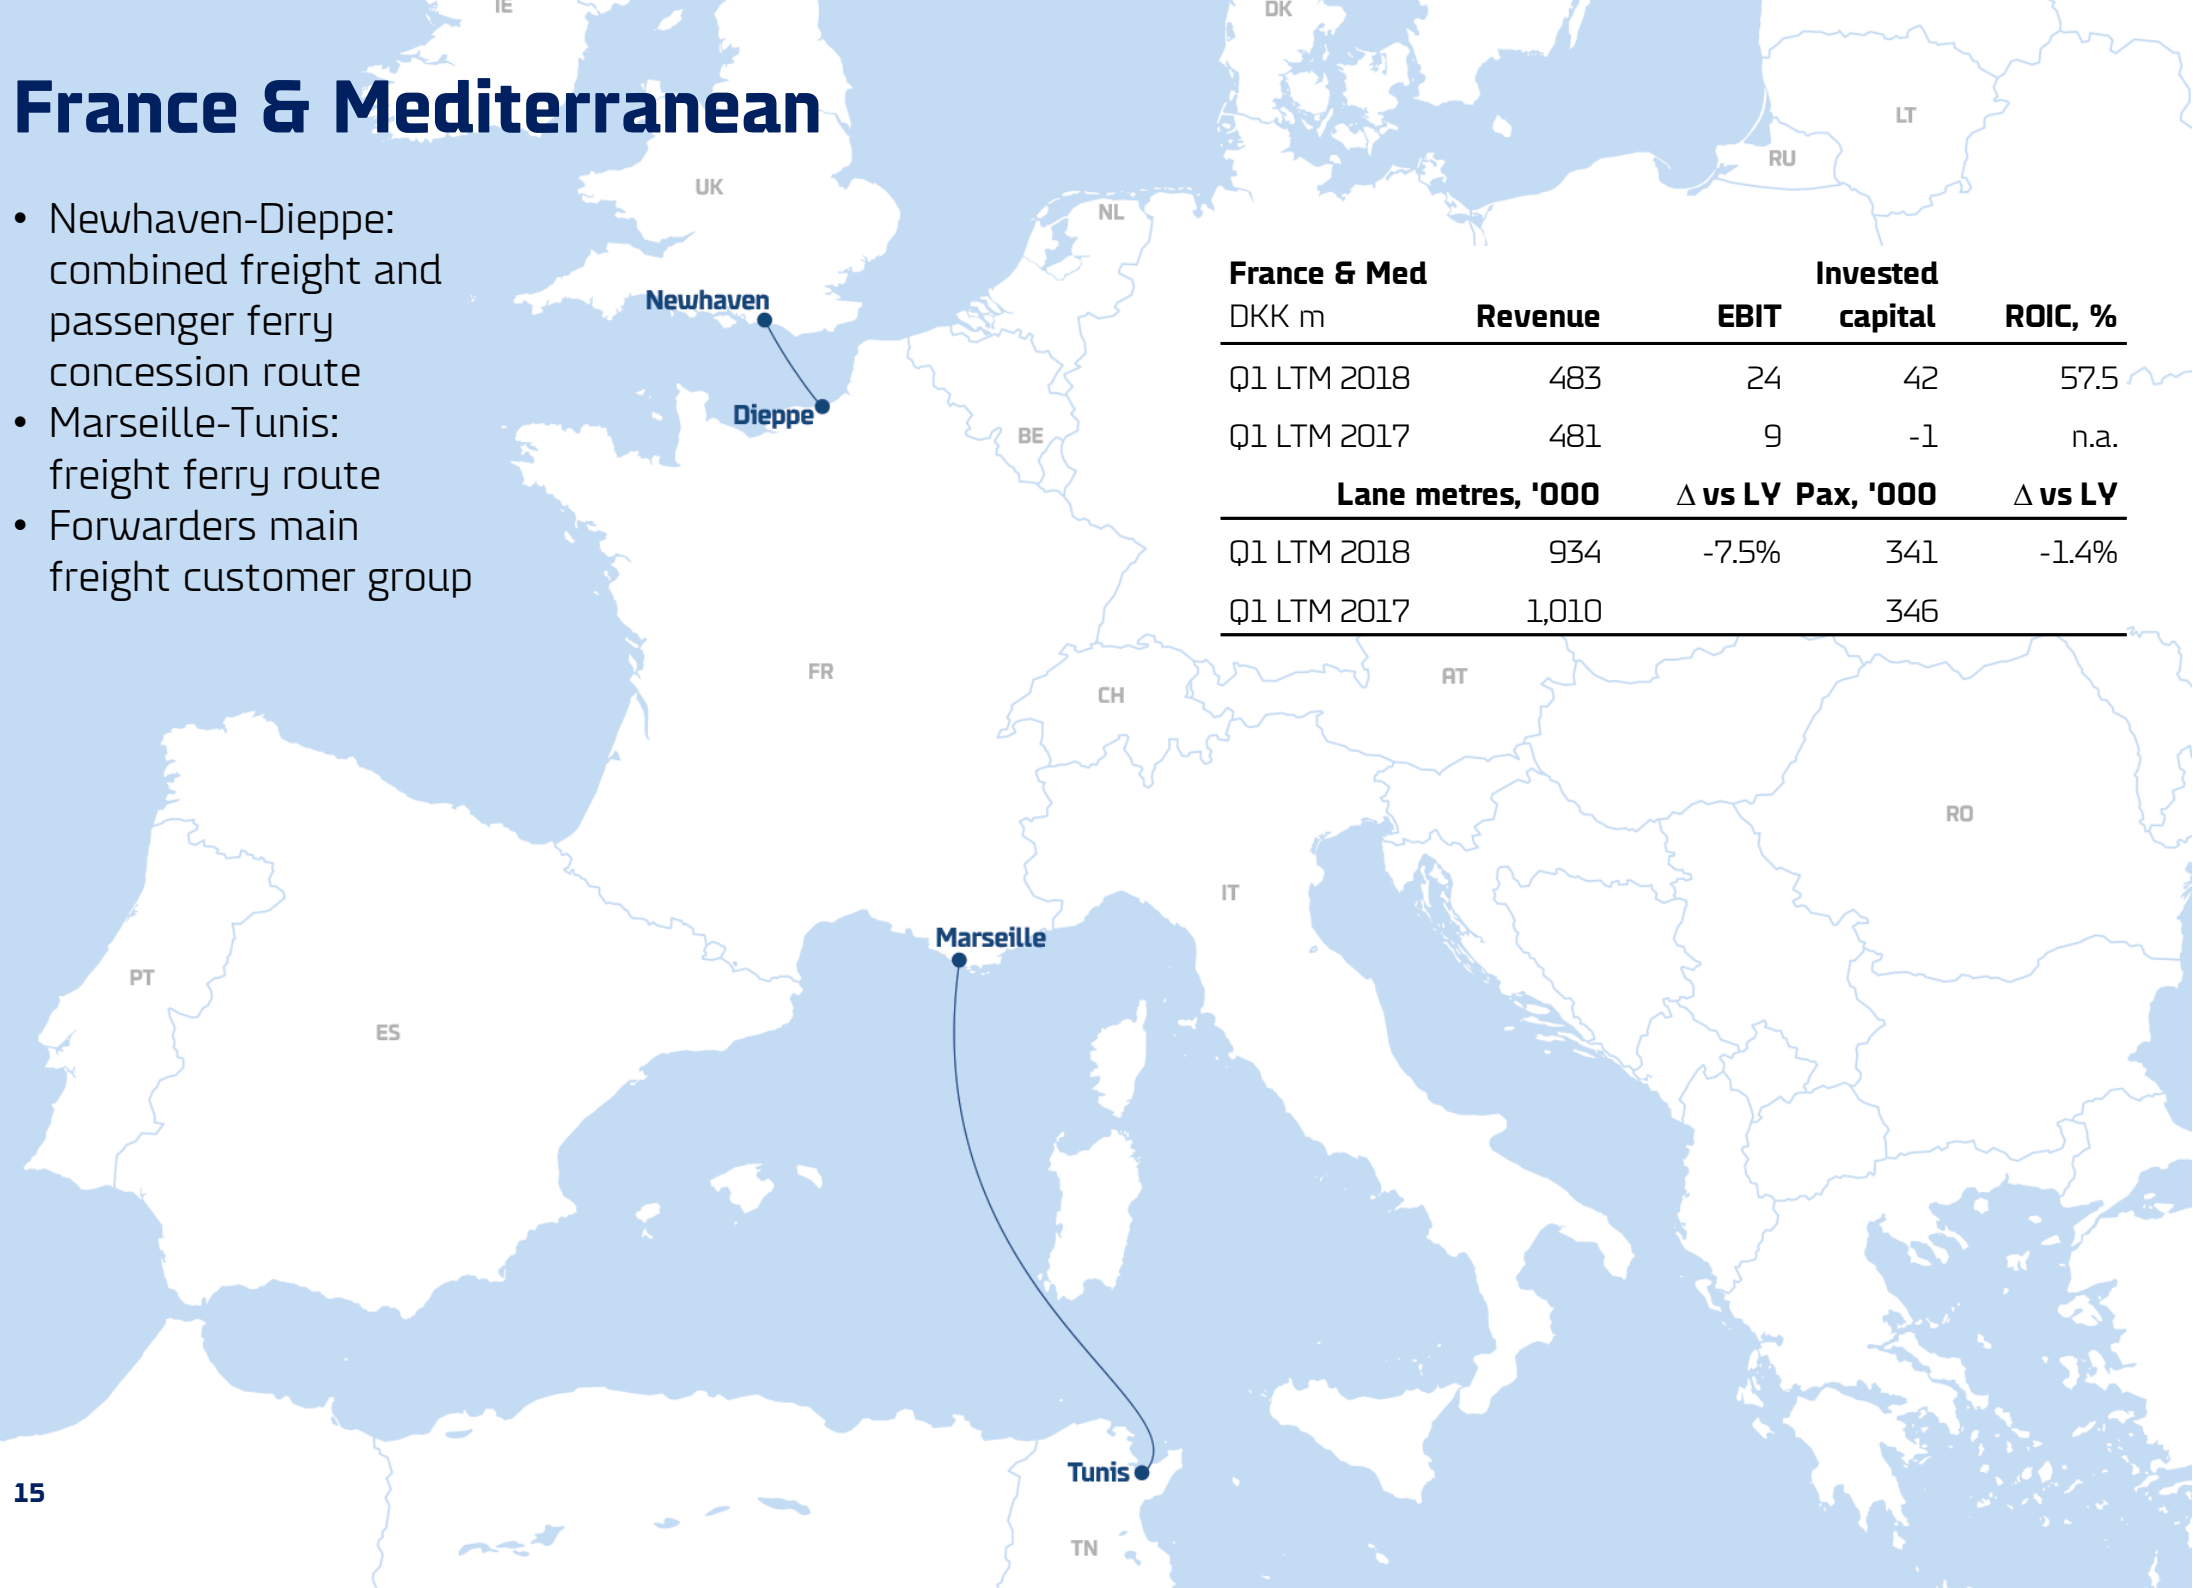 IE
DK
France & Mediterranean
LT
RU
UK
NL
• Newhaven-Dieppe:
combined freight and
passenger ferry
concession route
• Marseille-Tunis:
freight ferry route
• Forwarders main
freight customer group
Newhaven
Dieppe
BE
France & Med Invested
DKK m Revenue EBIT capital ROIC, %
Q1 LTM 2018 483 24 42 57.5
Q1 LTM 2017 481 9 -1 n.a.
Lane metres, '000 Δ vs LY Pax, '000 Δ vs LY
Q1 LTM 2018 934 -7.5% 341 -1.4%
Q1 LTM 2017 1,010 346
FR
CH
AT
RO
IT
Marseille
PT
ES
Tunis
15
TN